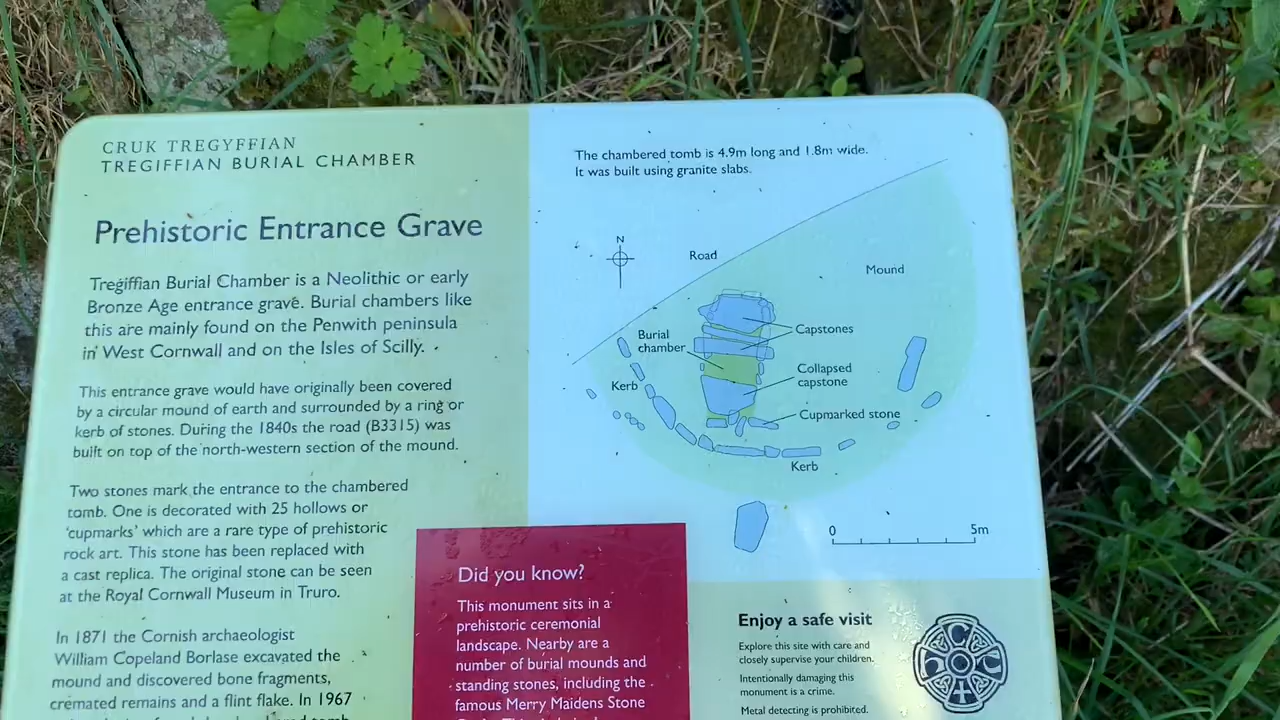 CRUK TREGYFFIAN
TREGIFFIAN BURIAL CHAMBER
Prehistoric Entrance Grave
Tregiffian Burial Chamber is a Neolithic or early
Bronze Age entrance grave. Burial chambers like
this are mainly found on the Penwith peninsula
in West Cornwall and on the Isles of Scilly.
This entrance grave would have originally been covered
by a circular mound of earth and surrounded by a ring or
kerb of stones. During the 1840s the road (B3315) was
built on top of the north-western section of the mound.
Two stones mark the entrance to the chambered
tomb. One is decorated with 25 hollows or
'cupmarks' which are a rare type of prehistoric
rock art. This stone has been replaced with
a cast replica. The original stone can be seen
at the Royal Cornwall Museum in Truro.
In 1871 the Cornish archaeologist
William Copeland Borlase excavated the
mound and discovered bone fragments,
cremated remains and a flint flake. In 1967
The chambered tomb is 4.9m long and 1.8m wide.
It was built using granite slabs.
N
Road
Mound
Burial
chamber
Capstones
Collapsed
capstone
Kerb
Cupmarked stone
Kerb
0 5m
Did you know?
This monument sits in a
prehistoric ceremonial
landscape. Nearby are a
number of burial mounds and
standing stones, including the
famous Merry Maidens Stone
Enjoy a safe visit
Explore this site with care and
closely supervise your children.
Intentionally damaging this
monument is a crime.
Metal detecting is prohibited.